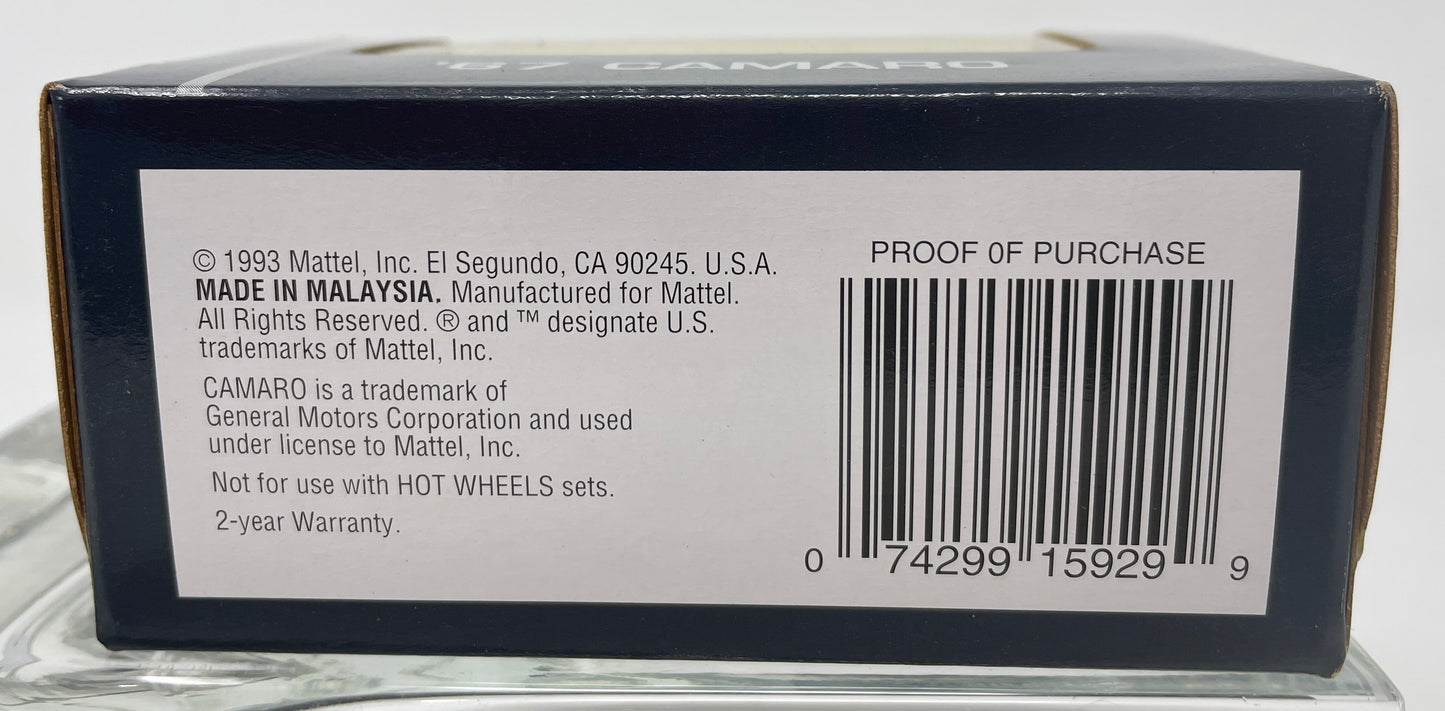 '67 CAMARO
© 1993 Mattel, Inc. El Segundo, CA 90245. U.S.A.
MADE IN MALAYSIA. Manufactured for Mattel.
All Rights Reserved. ® and ™ designate U.S.
trademarks of Mattel, Inc.
CAMARO is a trademark of
General Motors Corporation and used
under license to Mattel, Inc.
Not for use with HOT WHEELS sets.
2-year Warranty.
PROOF OF PURCHASE
0 74299 15929 9